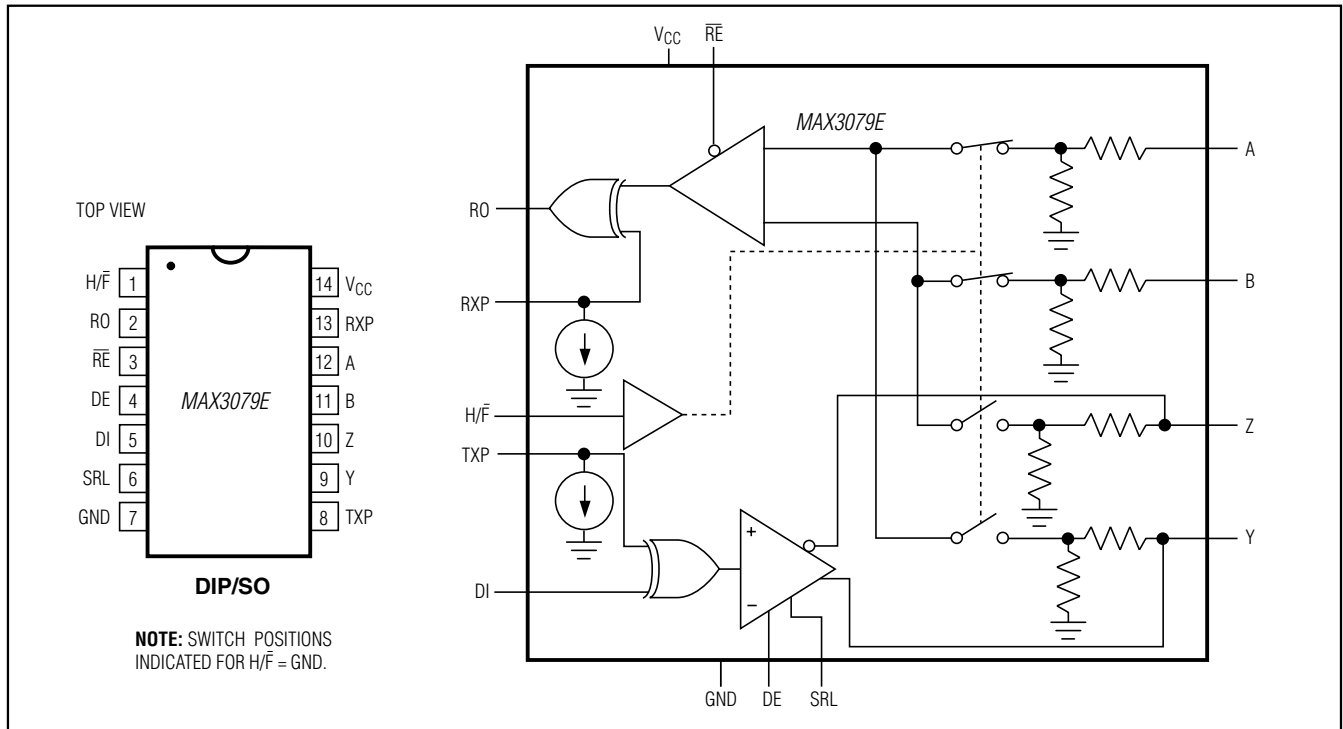 TOP VIEW
H/F̅ 1
RO 2
R̅E̅ 3
DE 4
DI 5
SRL 6
GND 7
MAX3079E
14 VCC
13 RXP
12 A
11 B
10 Z
9 Y
8 TXP
DIP/SO
NOTE: SWITCH POSITIONS
INDICATED FOR H/F̅ = GND.
VCC R̅E̅
MAX3079E
RO
RXP
H/F̅
TXP
DI
+
−
A
B
Z
Y
GND DE SRL